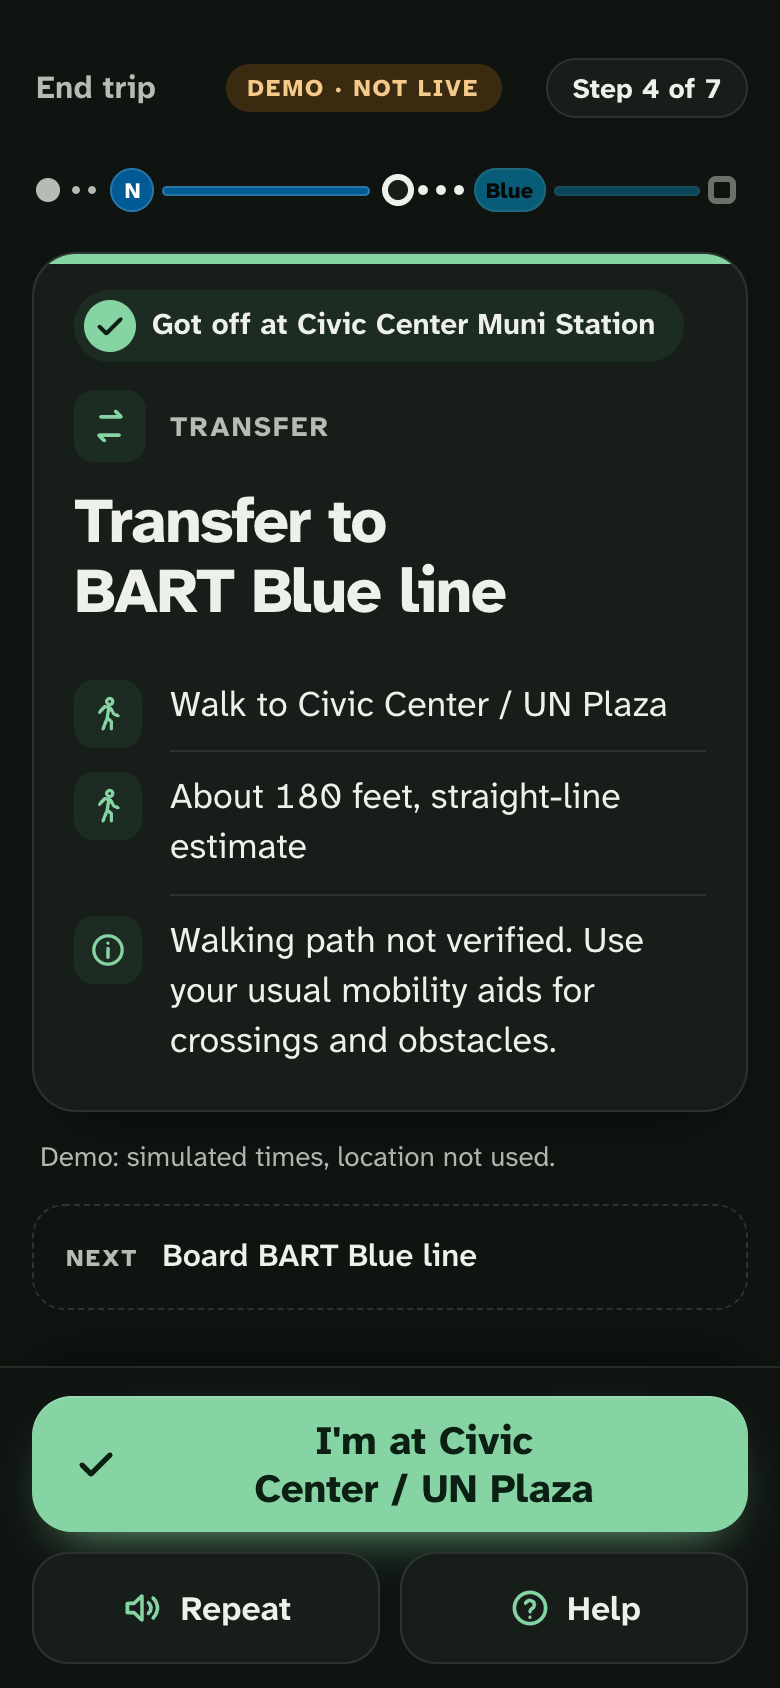 End trip
DEMO · NOT LIVE
Step 4 of 7
N
Blue
Got off at Civic Center Muni Station
TRANSFER
Transfer to
BART Blue line
Walk to Civic Center / UN Plaza
About 180 feet, straight-line
estimate
Walking path not verified. Use
your usual mobility aids for
crossings and obstacles.
Demo: simulated times, location not used.
NEXT Board BART Blue line
I'm at Civic
Center / UN Plaza
Repeat
Help